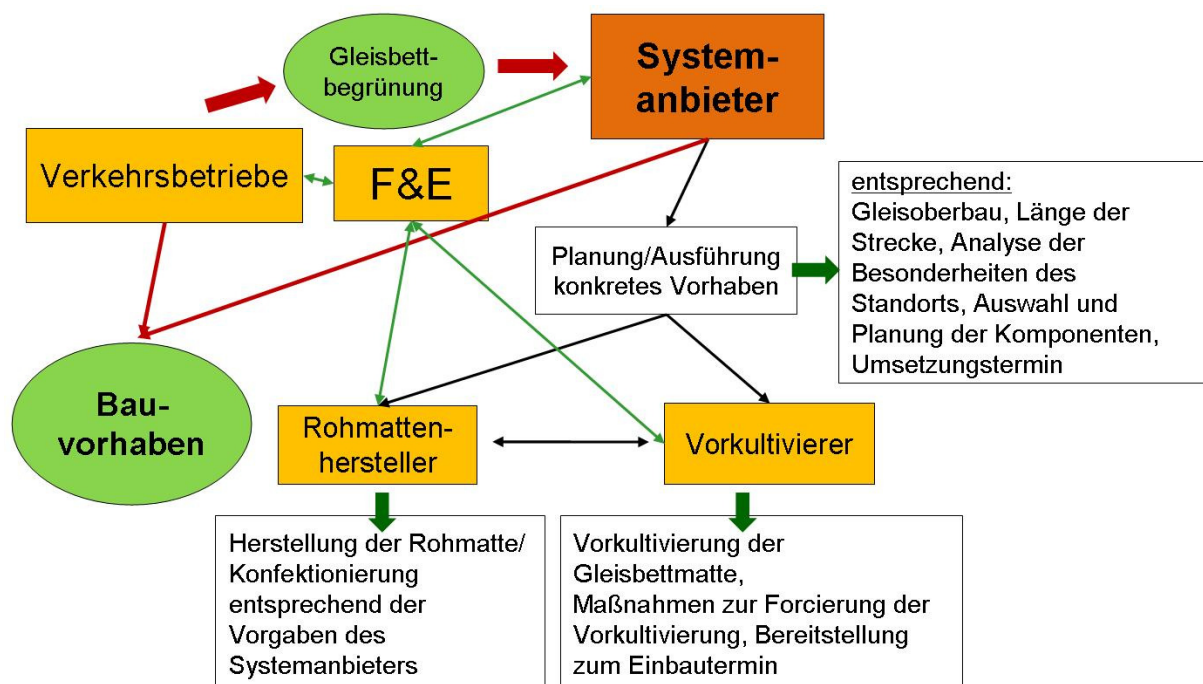 Gleisbett-
begrünung
System-
anbieter
Verkehrsbetriebe
F&E
entsprechend:
Gleisoberbau, Länge der
Strecke, Analyse der
Besonderheiten des
Standorts, Auswahl und
Planung der Komponenten,
Umsetzungstermin
Planung/Ausführung
konkretes Vorhaben
Bau-
vorhaben
Rohmatten-
hersteller
Vorkultivierer
Herstellung der Rohmatte/
Konfektionierung
entsprechend der
Vorgaben des
Systemanbieters
Vorkultivierung der
Gleisbettmatte,
Maßnahmen zur Forcierung der
Vorkultivierung, Bereitstellung
zum Einbautermin